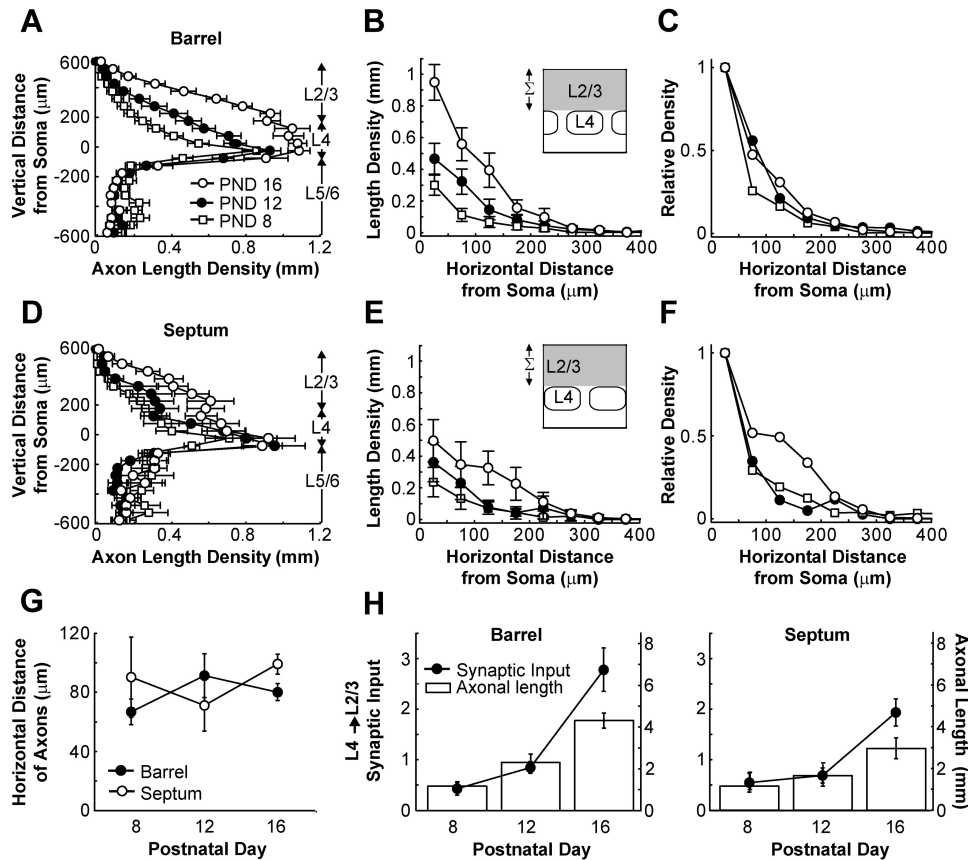 A
Barrel
Vertical Distance
from Soma (μm)
600
200
0
-200
-600
L2/3
L4
L5/6
PND 16
PND 12
PND 8
0
0.4
0.8
1.2
Axon Length Density (mm)
B
Length Density (mm)
1
0.8
0.6
0.4
0.2
0
Σ
L2/3
L4
0
100
200
300
400
Horizontal Distance
from Soma (μm)
C
Relative Density
1
0.5
0
0
100
200
300
400
Horizontal Distance
from Soma (μm)
D
Septum
Vertical Distance
from Soma (μm)
600
200
0
-200
-600
L2/3
L4
L5/6
0
0.4
0.8
1.2
Axon Length Density (mm)
E
Length Density (mm)
1
0.8
0.6
0.4
0.2
0
Σ
L2/3
L4
0
100
200
300
400
Horizontal Distance
from Soma (μm)
F
Relative Density
1
0.5
0
0
100
200
300
400
Horizontal Distance
from Soma (μm)
G
Horizontal Distance
of Axons (μm)
120
80
40
0
Barrel
Septum
8
12
16
Postnatal Day
H
L4 → L2/3
Synaptic Input
Barrel
3
2
1
0
Synaptic Input
Axonal length
8
6
4
2
0
8
12
16
Postnatal Day
Septum
3
2
1
0
8
6
4
2
0
Axonal Length (mm)
8
12
16
Postnatal Day